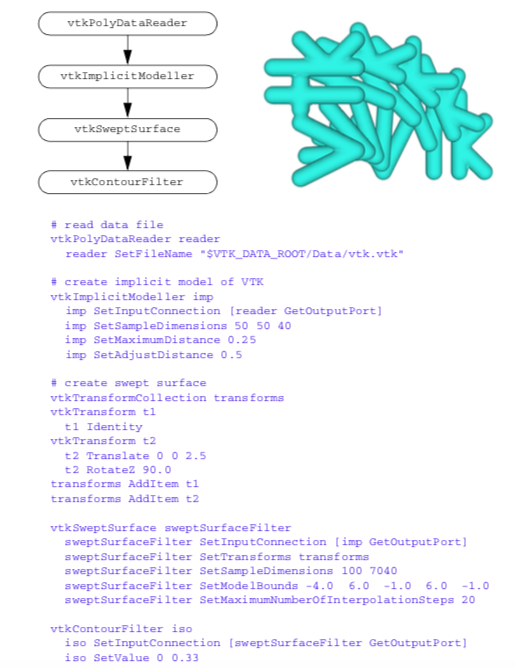 vtkPolyDataReader
vtkImplicitModeller
vtkSweptSurface
vtkContourFilter
# read data file
vtkPolyDataReader reader
reader SetFileName "$VTK_DATA_ROOT/Data/vtk.vtk"
# create implicit model of VTK
vtkImplicitModeller imp
imp SetInputConnection [reader GetOutputPort]
imp SetSampleDimensions 50 50 40
imp SetMaximumDistance 0.25
imp SetAdjustDistance 0.5
# create swept surface
vtkTransformCollection transforms
vtkTransform t1
t1 Identity
vtkTransform t2
t2 Translate 0 0 2.5
t2 RotateZ 90.0
transforms AddItem t1
transforms AddItem t2
vtkSweptSurface sweptSurfaceFilter
sweptSurfaceFilter SetInputConnection [imp GetOutputPort]
sweptSurfaceFilter SetTransforms transforms
sweptSurfaceFilter SetSampleDimensions 100 7040
sweptSurfaceFilter SetModelBounds -4.0 6.0 -1.0 6.0 -1.0
sweptSurfaceFilter SetMaximumNumberOfInterpolationSteps 20
vtkContourFilter iso
iso SetInputConnection [sweptSurfaceFilter GetOutputPort]
iso SetValue 0 0.33